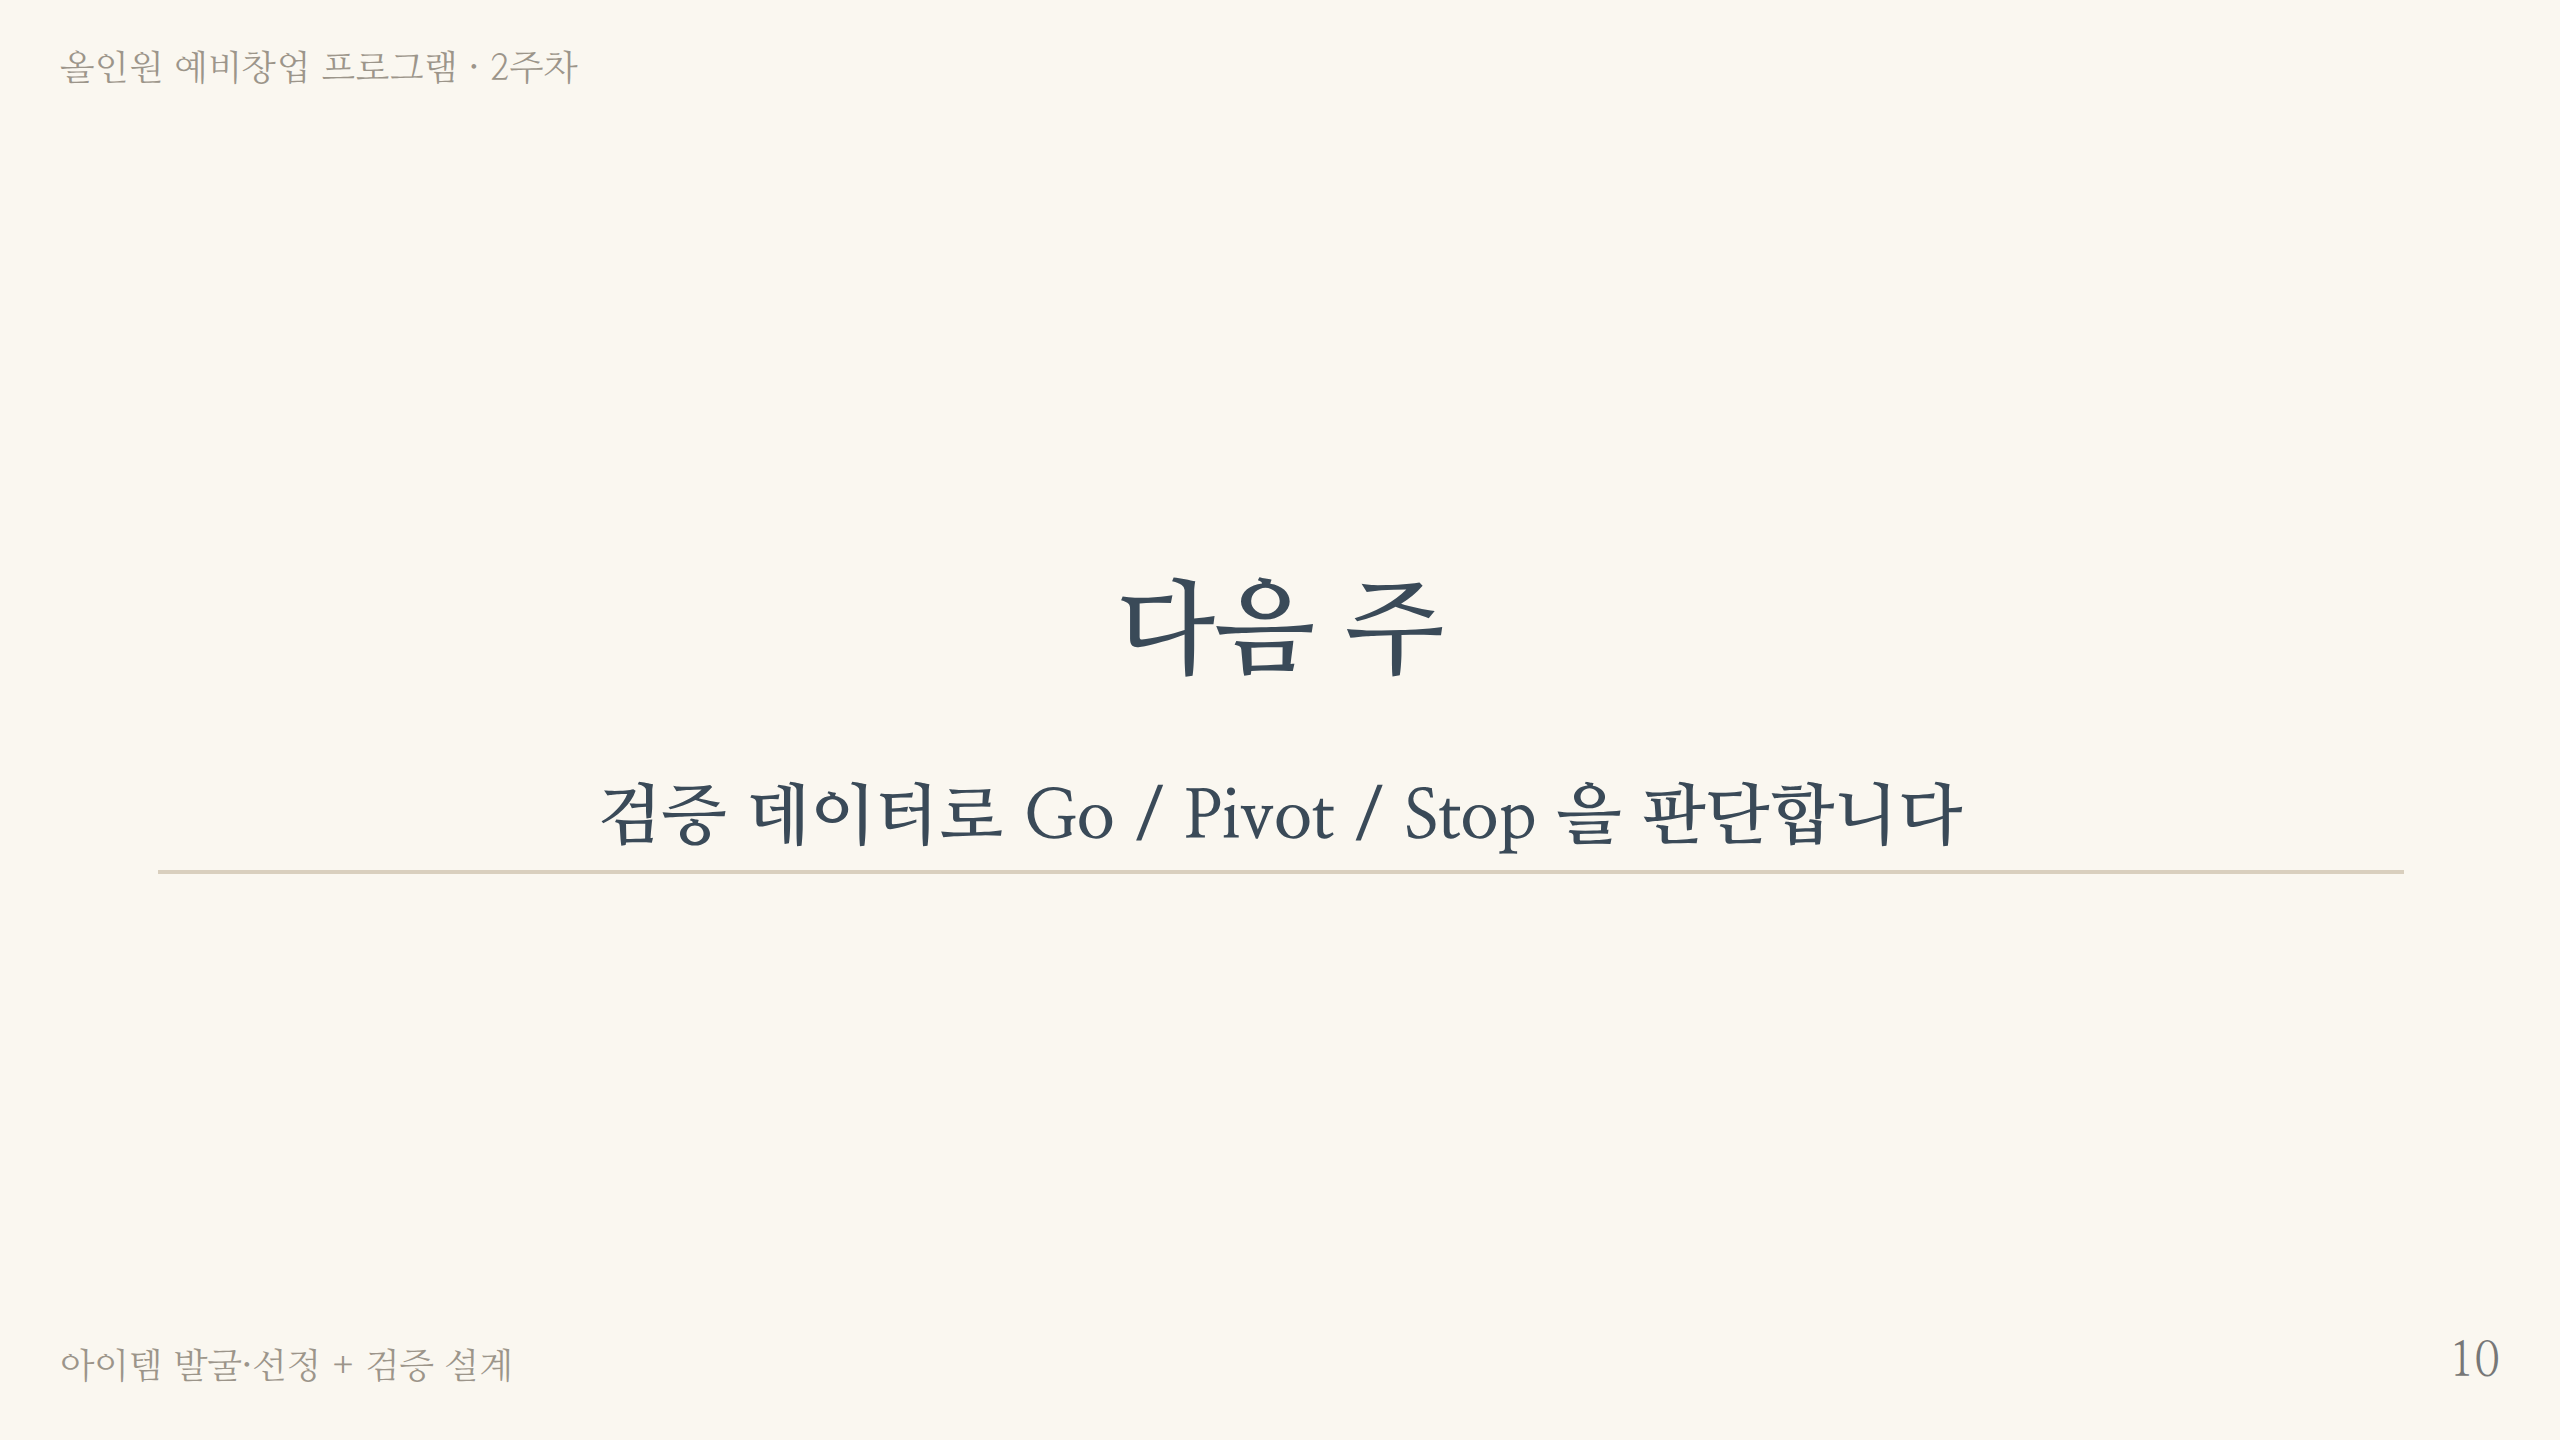 올인원 예비창업 프로그램 · 2주차
다음 주
검증 데이터로 Go / Pivot / Stop 을 판단합니다
아이템 발굴·선정 + 검증 설계
10